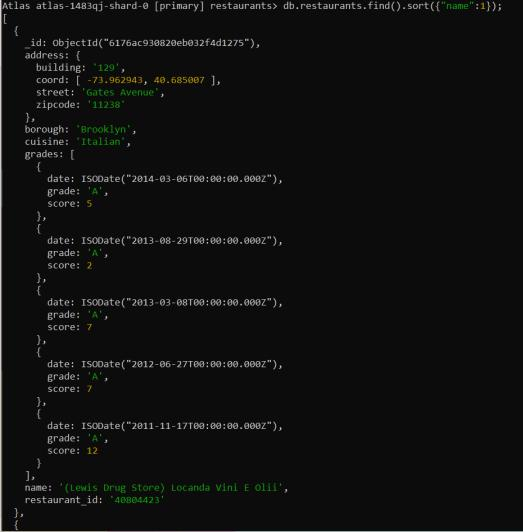 Atlas atlas-1483qj-shard-0 [primary] restaurants> db.restaurants.find().sort({"name":1});
[
  {
    _id: ObjectId("6176ac930820eb032f4d1275"),
    address: {
      building: '129',
      coord: [ -73.962943, 40.685007 ],
      street: 'Gates Avenue',
      zipcode: '11238'
    },
    borough: 'Brooklyn',
    cuisine: 'Italian',
    grades: [
      {
        date: ISODate("2014-03-06T00:00:00.000Z"),
        grade: 'A',
        score: 5
      },
      {
        date: ISODate("2013-08-29T00:00:00.000Z"),
        grade: 'A',
        score: 2
      },
      {
        date: ISODate("2013-03-08T00:00:00.000Z"),
        grade: 'A',
        score: 7
      },
      {
        date: ISODate("2012-06-27T00:00:00.000Z"),
        grade: 'A',
        score: 7
      },
      {
        date: ISODate("2011-11-17T00:00:00.000Z"),
        grade: 'A',
        score: 12
      }
    ],
    name: '(Lewis Drug Store) Locanda Vini E Olii',
    restaurant_id: '40804423'
  },
  {